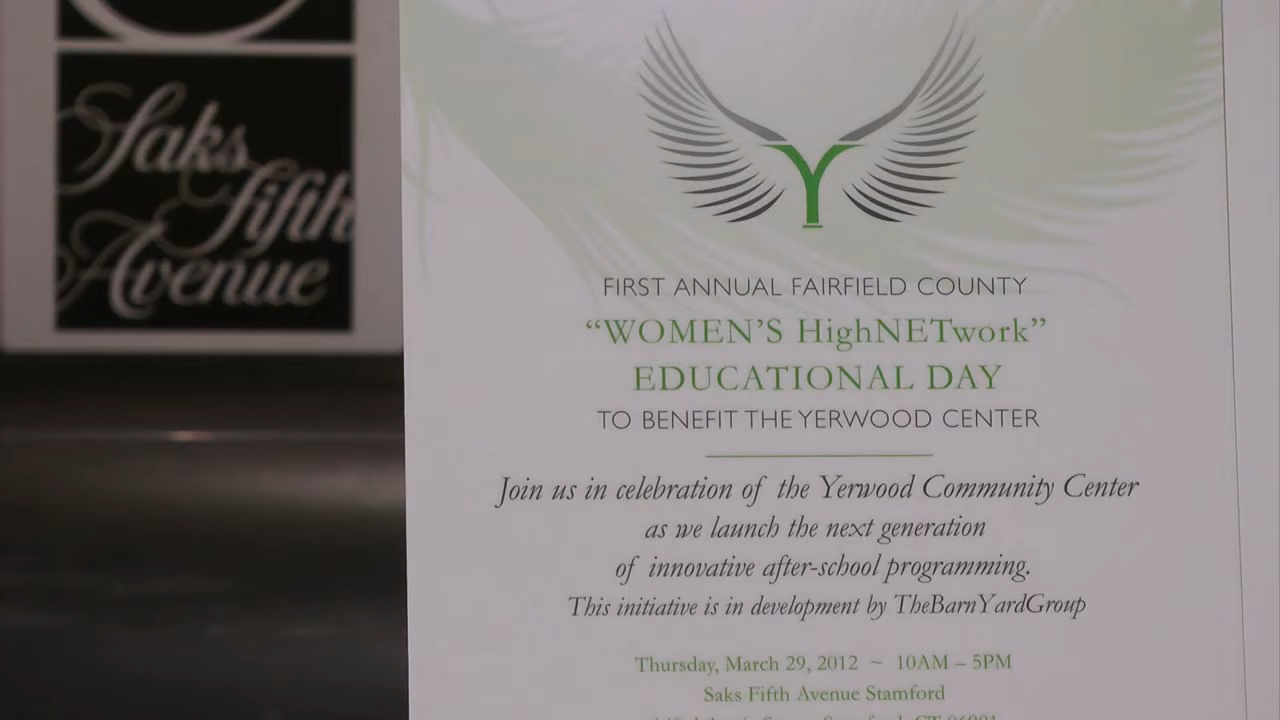 Saks
Fifth
Avenue
Y
FIRST ANNUAL FAIRFIELD COUNTY
“WOMEN’S HighNETwork”
EDUCATIONAL DAY
TO BENEFIT THE YERWOOD CENTER
Join us in celebration of the Yerwood Community Center
as we launch the next generation
of innovative after-school programming.
This initiative is in development by TheBarnYardGroup
Thursday, March 29, 2012 ~ 10AM – 5PM
Saks Fifth Avenue Stamford